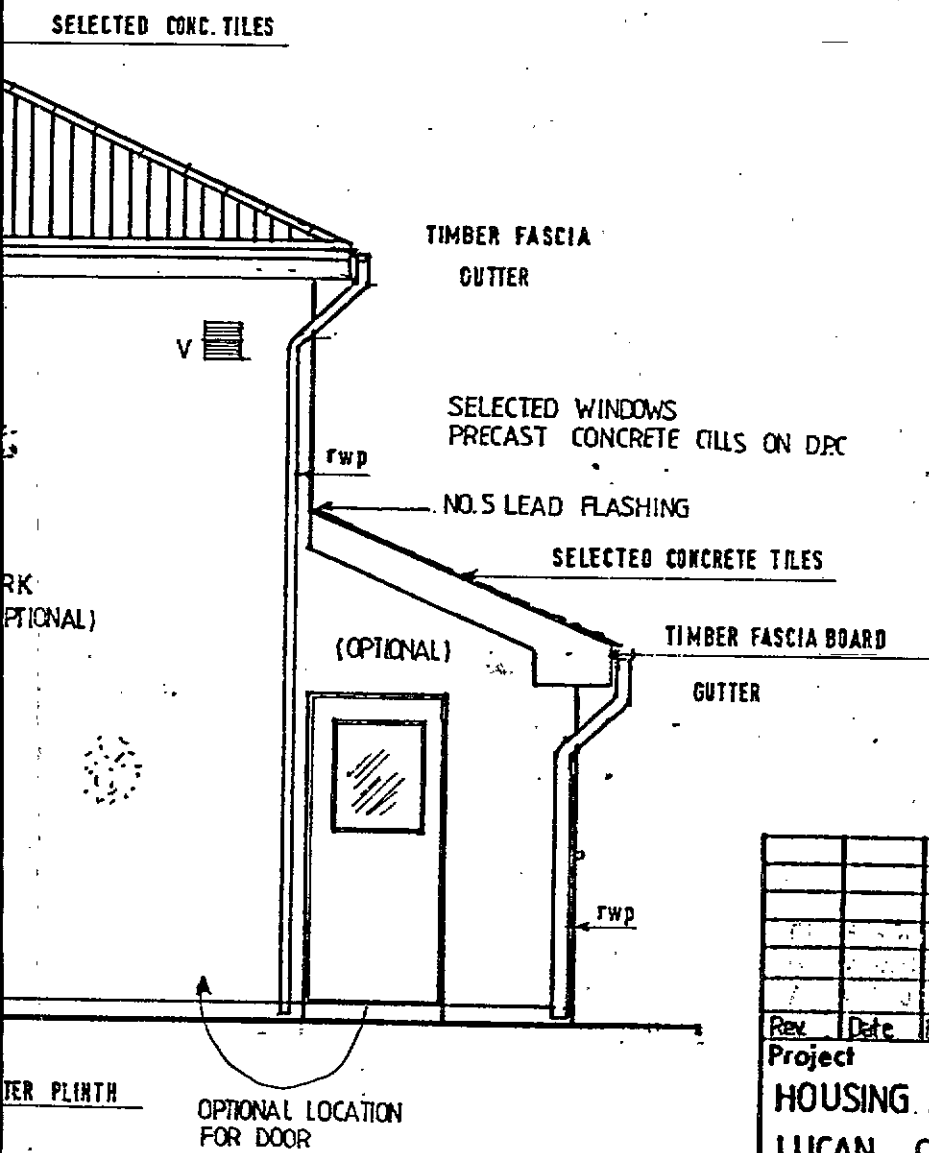 SELECTED CONC. TILES
TIMBER FASCIA
GUTTER
V
SELECTED WINDOWS
PRECAST CONCRETE CILLS ON D.P.C
rwp
NO. 5 LEAD FLASHING
SELECTED CONCRETE TILES
RK
PTIONAL)
(OPTIONAL)
TIMBER FASCIA BOARD
GUTTER
rwp
Rev. Date
Project
HOUSING
LUCAN
TER PLINTH
OPTIONAL LOCATION
FOR DOOR